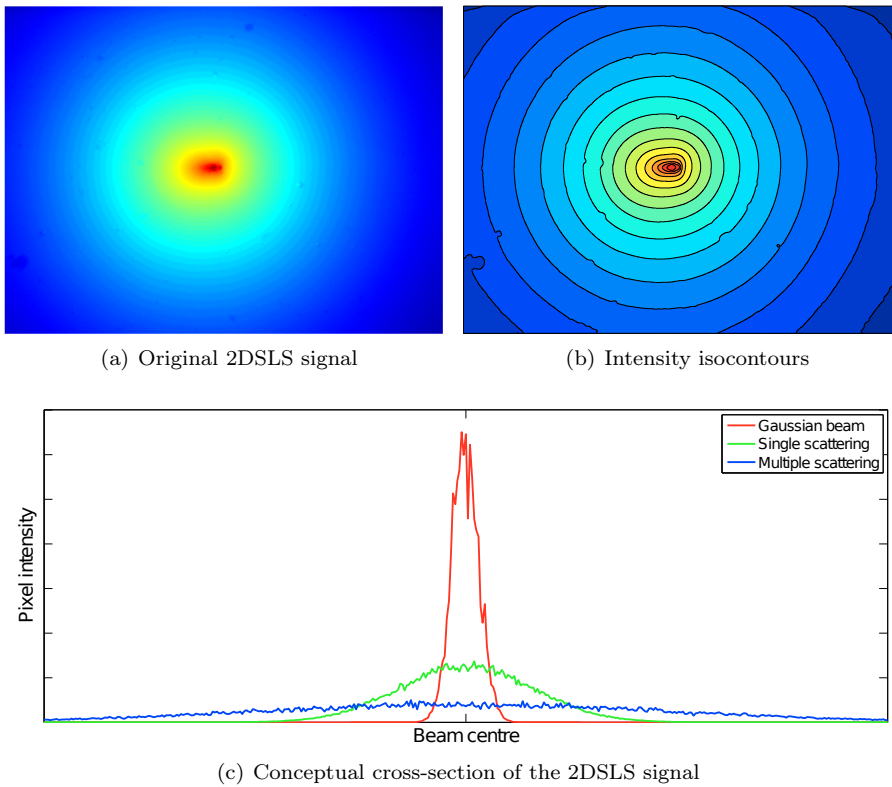 (a) Original 2DSLS signal
(b) Intensity isocontours
Pixel intensity
Gaussian beam
Single scattering
Multiple scattering
Beam centre
(c) Conceptual cross-section of the 2DSLS signal